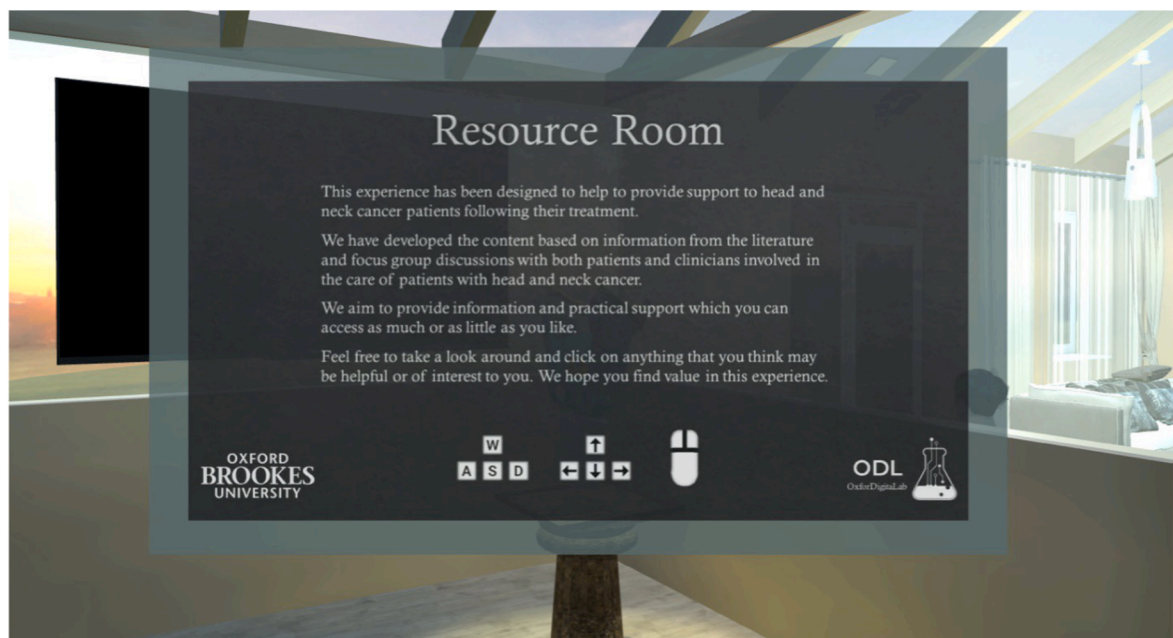 Resource Room
This experience has been designed to help to provide support to head and
neck cancer patients following their treatment.
We have developed the content based on information from the literature
and focus group discussions with both patients and clinicians involved in
the care of patients with head and neck cancer.
We aim to provide information and practical support which you can
access as much or as little as you like.
Feel free to take a look around and click on anything that you think may
be helpful or of interest to you. We hope you find value in this experience.
OXFORD
BROOKES
UNIVERSITY
W
A S D
↑
← ↓ →
ODL
OxforDigitaLab